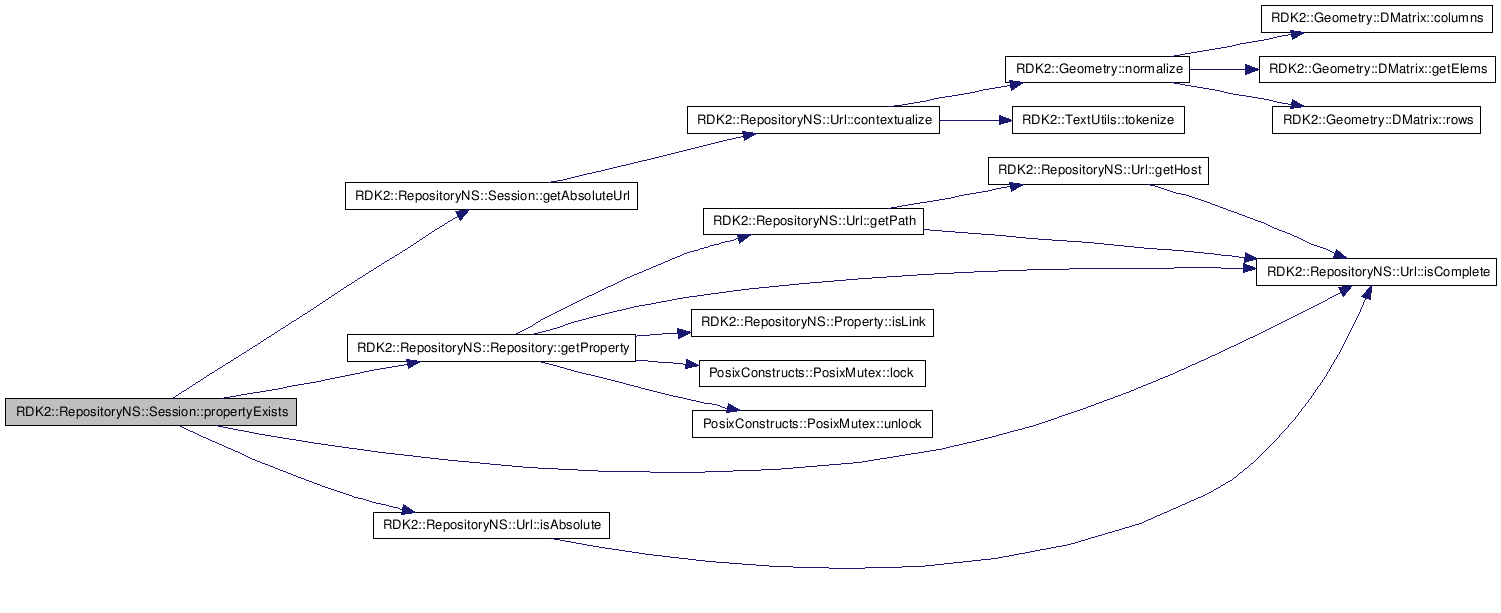 RDK2::Geometry::DMatrix::columns
RDK2::Geometry::normalize
RDK2::Geometry::DMatrix::getElems
RDK2::RepositoryNS::Url::contextualize
RDK2::TextUtils::tokenize
RDK2::Geometry::DMatrix::rows
RDK2::RepositoryNS::Url::getHost
RDK2::RepositoryNS::Session::getAbsoluteUrl
RDK2::RepositoryNS::Url::getPath
RDK2::RepositoryNS::Url::isComplete
RDK2::RepositoryNS::Property::isLink
RDK2::RepositoryNS::Repository::getProperty
PosixConstructs::PosixMutex::lock
RDK2::RepositoryNS::Session::propertyExists
PosixConstructs::PosixMutex::unlock
RDK2::RepositoryNS::Url::isAbsolute